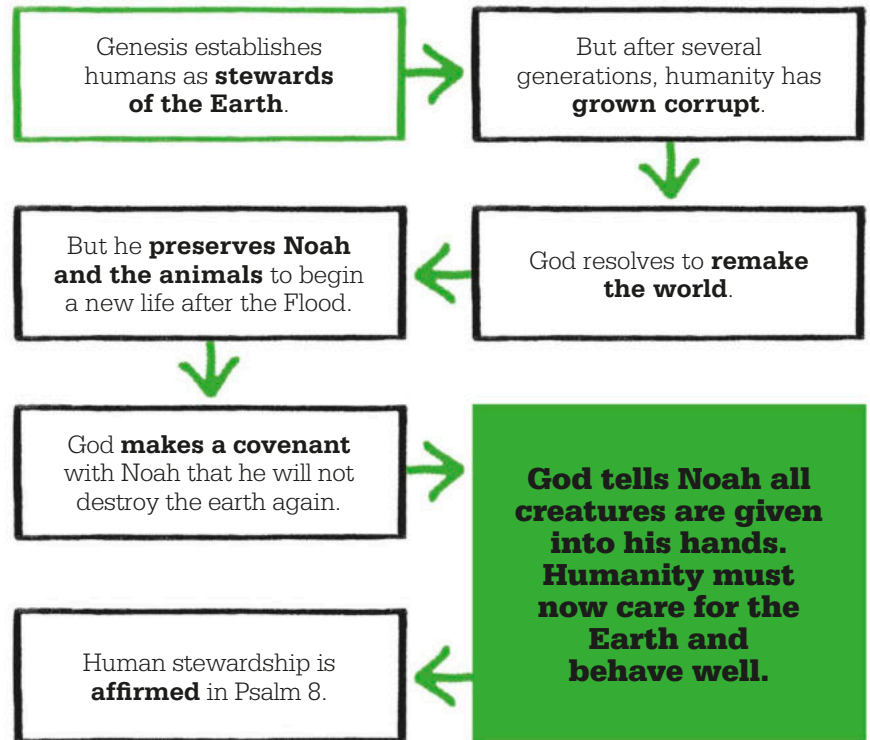 Genesis establishes
humans as stewards
of the Earth.
But after several
generations, humanity has
grown corrupt.
God resolves to remake
the world.
But he preserves Noah
and the animals to begin
a new life after the Flood.
God makes a covenant
with Noah that he will not
destroy the earth again.
God tells Noah all
creatures are given
into his hands.
Humanity must
now care for the
Earth and
behave well.
Human stewardship is
affirmed in Psalm 8.